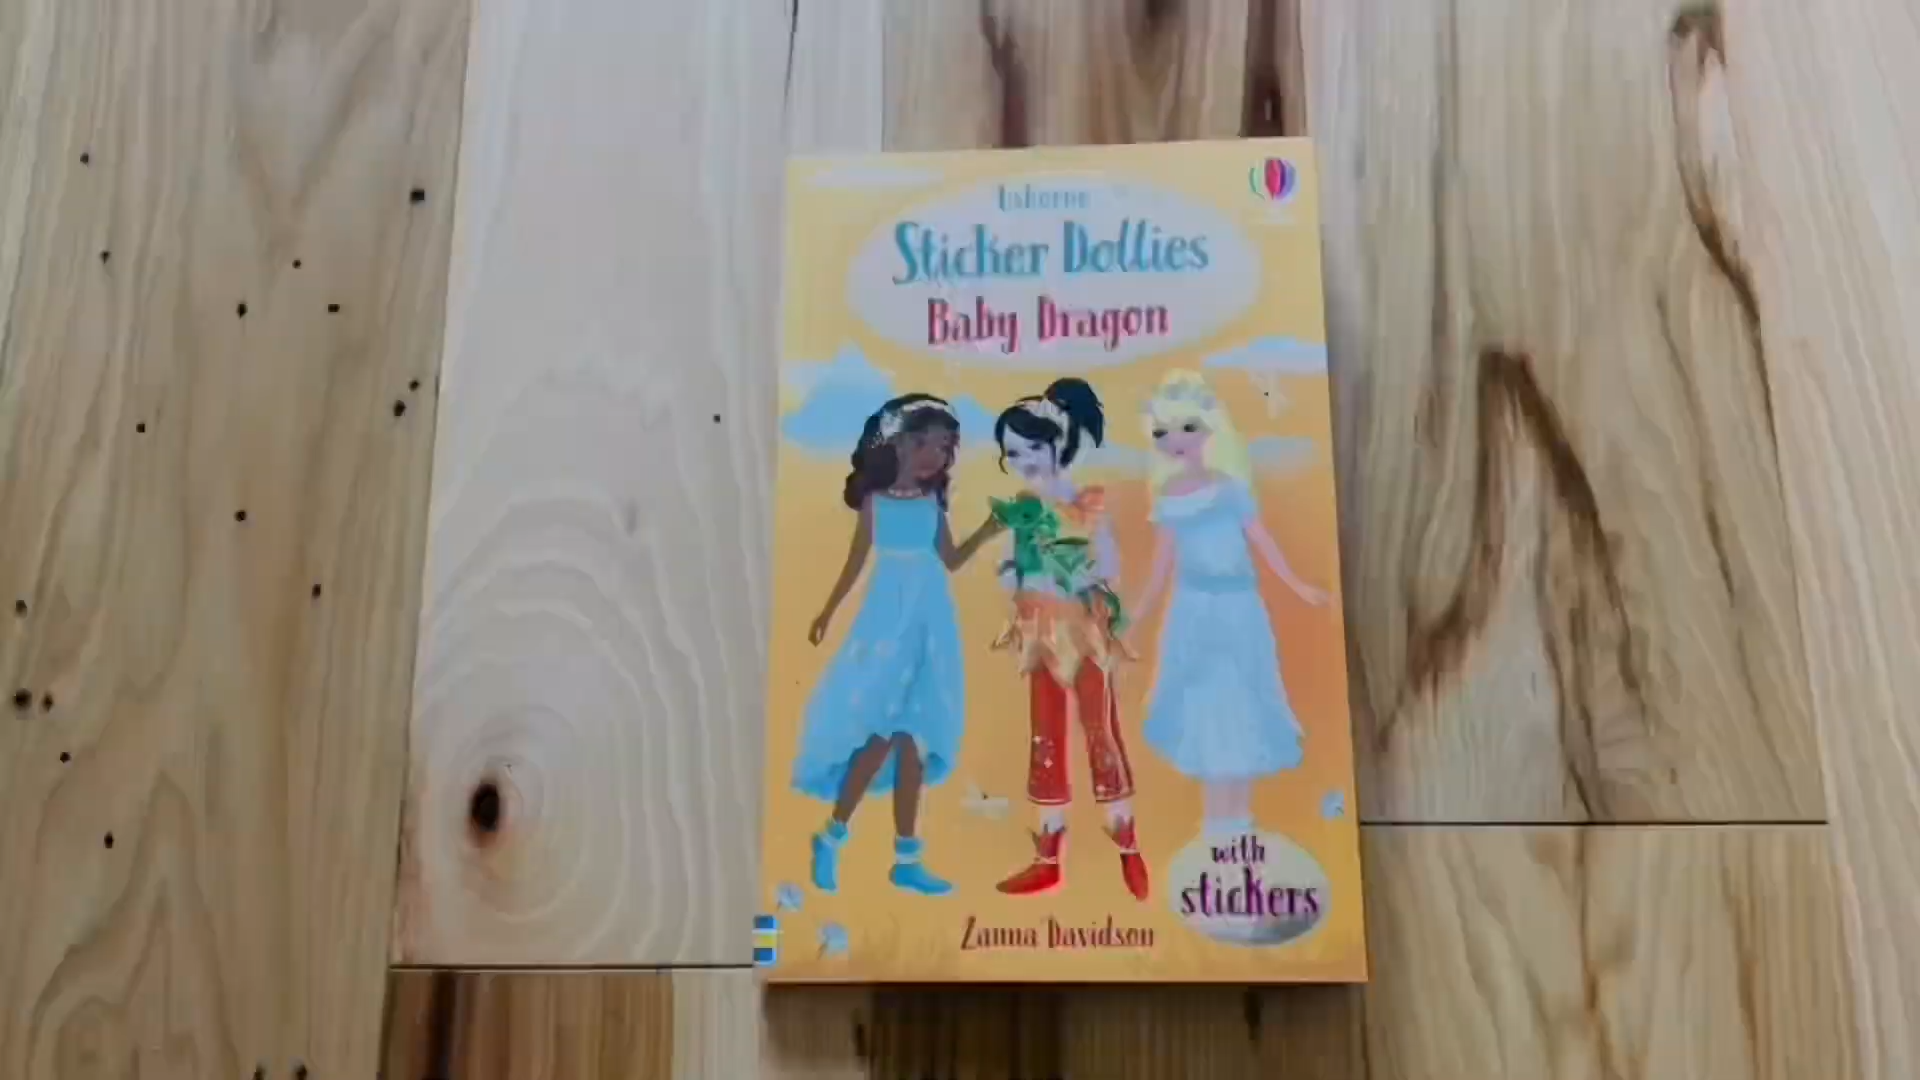 Usborne
Sticker Dollies
Baby Dragon
with
stickers
Zanna Davidson